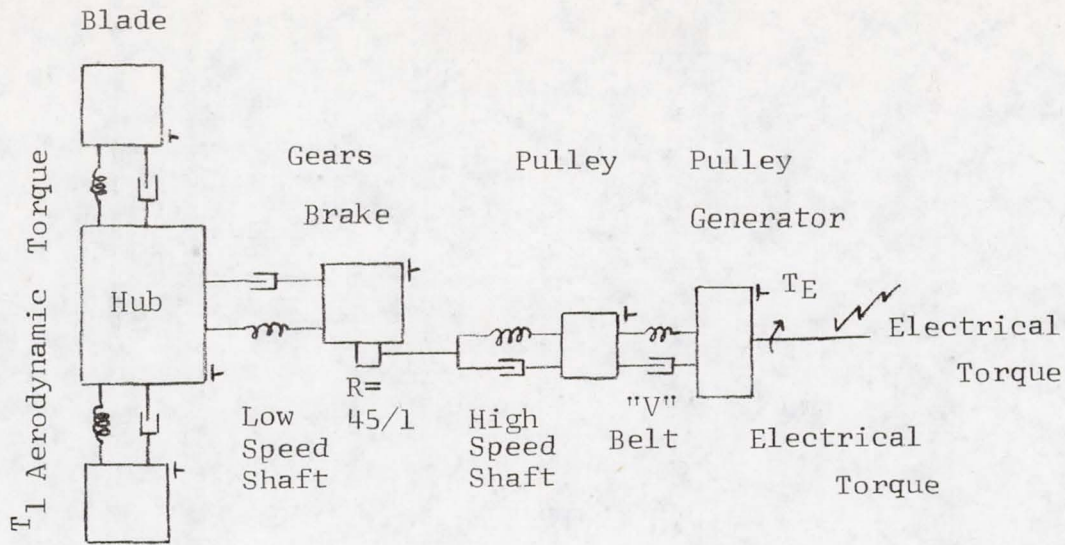 Blade
T1 Aerodynamic Torque
Gears
Brake
Pulley
Pulley
Generator
Hub
TE
Electrical
Torque
R=
45/1
Low
Speed
Shaft
High
Speed
Shaft
"V"
Belt
Electrical
Torque